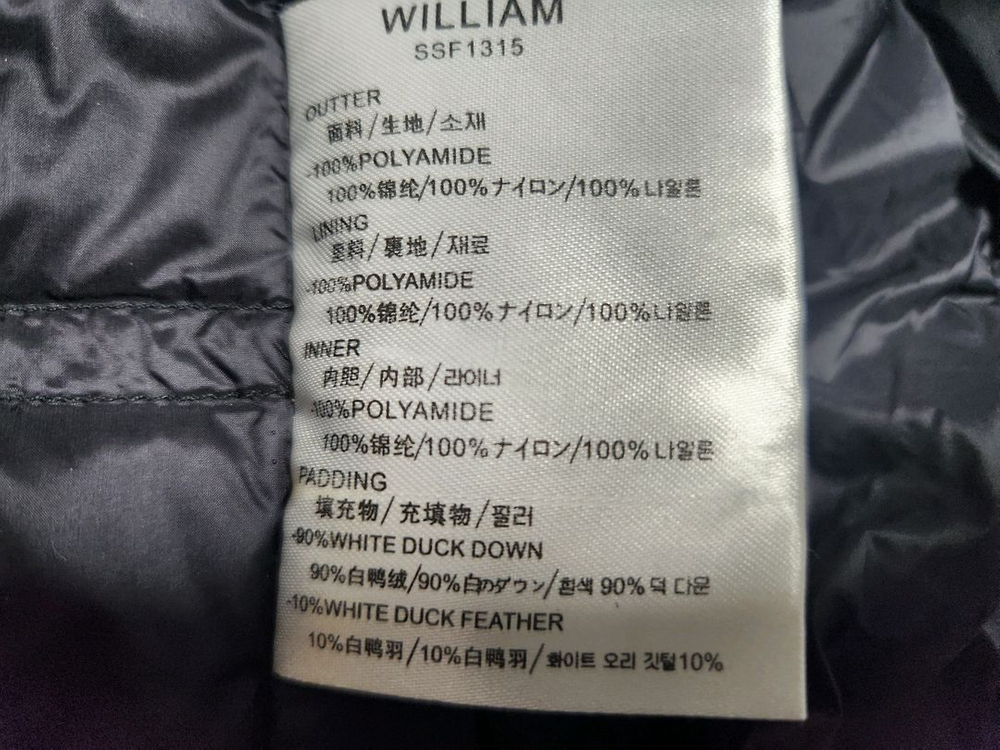 WILLIAM
SSF1315
OUTTER
面料/生地/소재
-100%POLYAMIDE
100%锦纶/100%ナイロン/100%나일론
LINING
里料/裏地/재료
-100%POLYAMIDE
100%锦纶/100%ナイロン/100%나일론
INNER
内胆/内部/라이너
-100%POLYAMIDE
100%锦纶/100%ナイロン/100%나일론
PADDING
填充物/充填物/필러
-90%WHITE DUCK DOWN
90%白鸭绒/90%白のダウン/흰색 90% 덕 다운
-10%WHITE DUCK FEATHER
10%白鸭羽/10%白鸭羽/화이트 오리 깃털10%